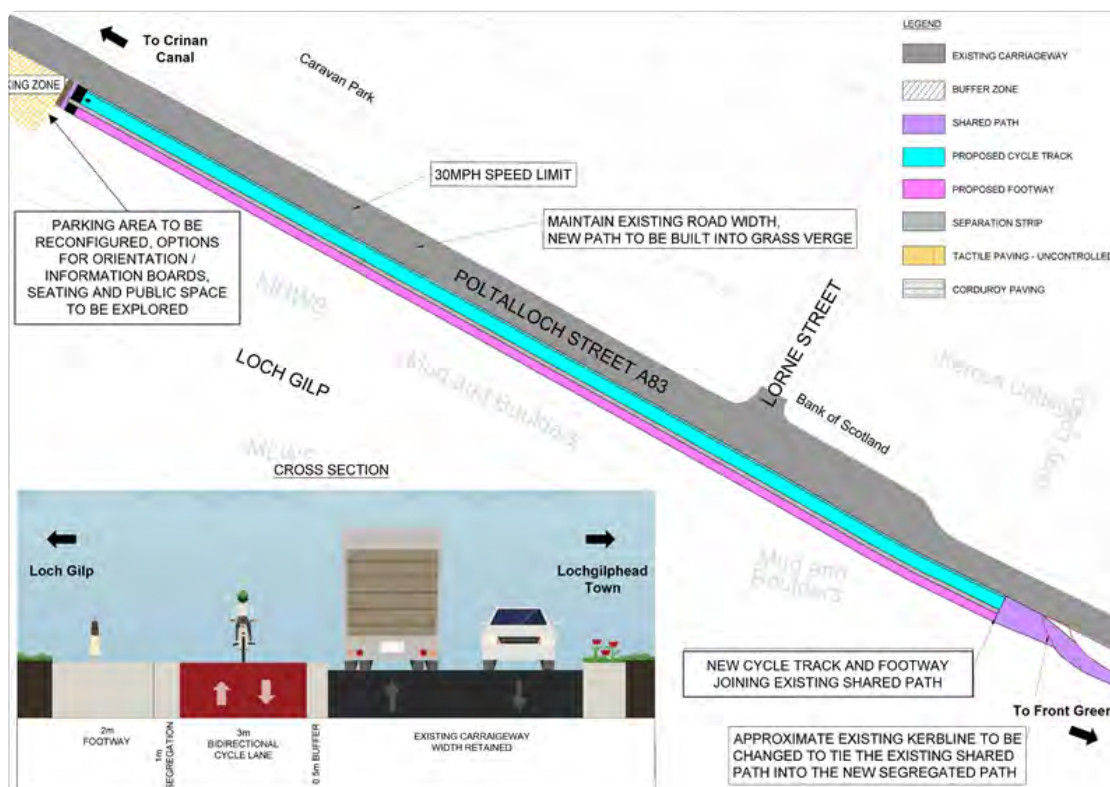 To Crinan
Canal
KING ZONE
Caravan Park
30MPH SPEED LIMIT
MAINTAIN EXISTING ROAD WIDTH,
NEW PATH TO BE BUILT INTO GRASS VERGE
PARKING AREA TO BE
RECONFIGURED, OPTIONS
FOR ORIENTATION /
INFORMATION BOARDS,
SEATING AND PUBLIC SPACE
TO BE EXPLORED
LEGEND
EXISTING CARRIAGEWAY
BUFFER ZONE
SHARED PATH
PROPOSED CYCLE TRACK
PROPOSED FOOTWAY
SEPARATION STRIP
TACTILE PAVING - UNCONTROLLED
CORDUROY PAVING
POLTALLOCH STREET A83
LORNE STREET
Bank of Scotland
MHWS
LOCH GILP
Mud and Boulders
MLWS
Mud and
Boulders
CROSS SECTION
Loch Gilp
Lochgilphead
Town
2m
FOOTWAY
1m
SEGREGATION
3m
BIDIRECTIONAL
CYCLE LANE
0.5m BUFFER
EXISTING CARRAIGEWAY
WIDTH RETAINED
NEW CYCLE TRACK AND FOOTWAY
JOINING EXISTING SHARED PATH
To Front Green
APPROXIMATE EXISTING KERBLINE TO BE
CHANGED TO TIE THE EXISTING SHARED
PATH INTO THE NEW SEGREGATED PATH